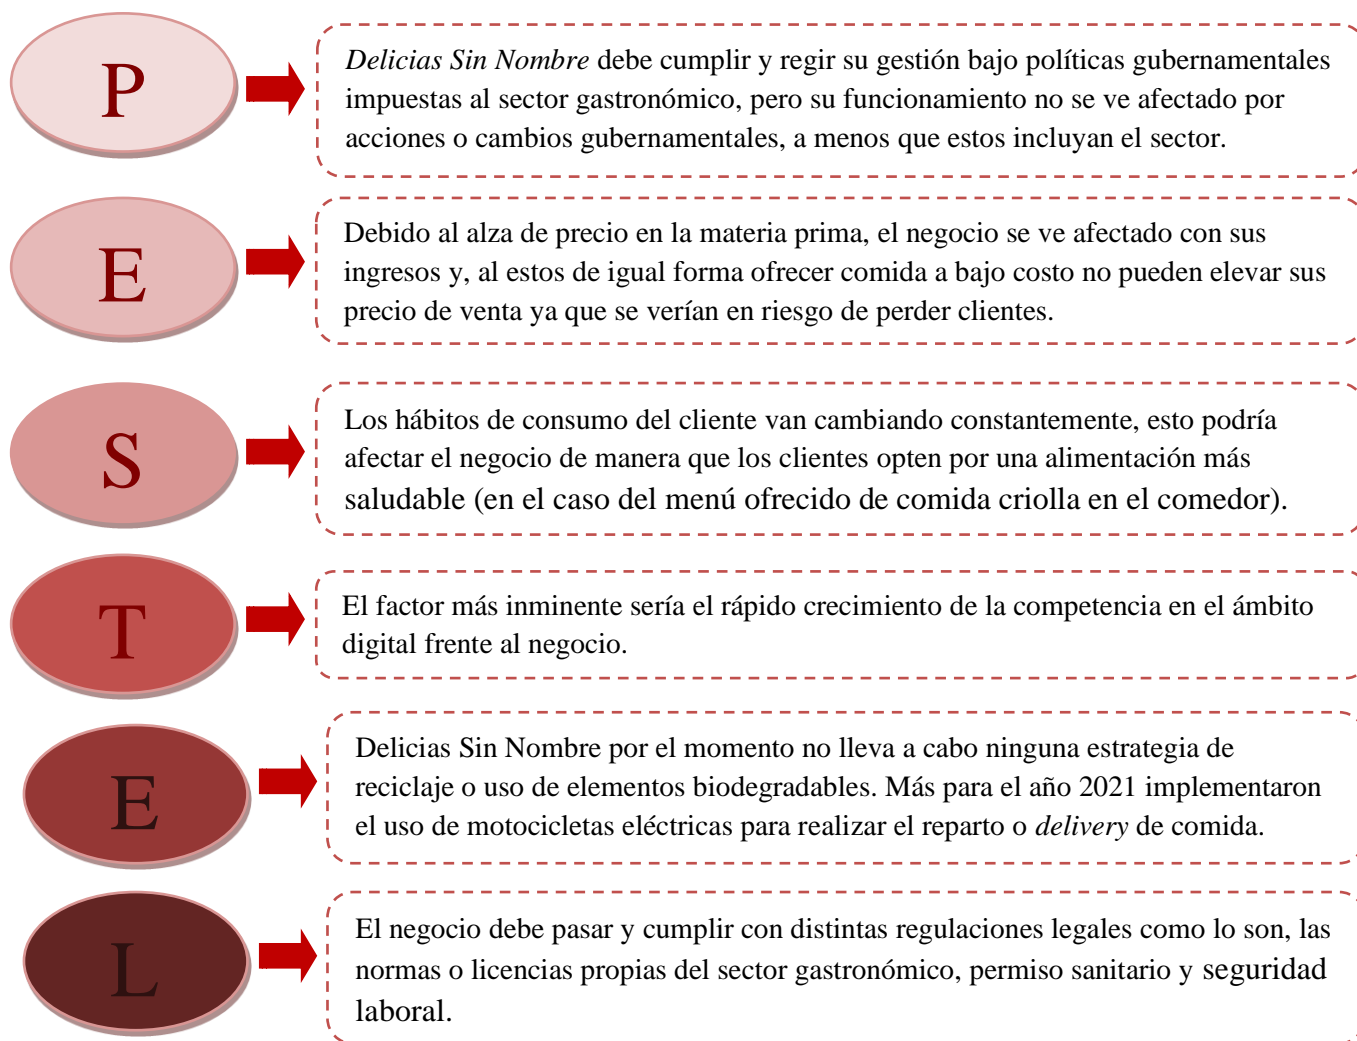 P
Delicias Sin Nombre debe cumplir y regir su gestión bajo políticas gubernamentales
impuestas al sector gastronómico, pero su funcionamiento no se ve afectado por
acciones o cambios gubernamentales, a menos que estos incluyan el sector.
E
Debido al alza de precio en la materia prima, el negocio se ve afectado con sus
ingresos y, al estos de igual forma ofrecer comida a bajo costo no pueden elevar sus
precio de venta ya que se verían en riesgo de perder clientes.
S
Los hábitos de consumo del cliente van cambiando constantemente, esto podría
afectar el negocio de manera que los clientes opten por una alimentación más
saludable (en el caso del menú ofrecido de comida criolla en el comedor).
T
El factor más inminente sería el rápido crecimiento de la competencia en el ámbito
digital frente al negocio.
E
Delicias Sin Nombre por el momento no lleva a cabo ninguna estrategia de
reciclaje o uso de elementos biodegradables. Más para el año 2021 implementaron
el uso de motocicletas eléctricas para realizar el reparto o delivery de comida.
L
El negocio debe pasar y cumplir con distintas regulaciones legales como lo son, las
normas o licencias propias del sector gastronómico, permiso sanitario y seguridad
laboral.